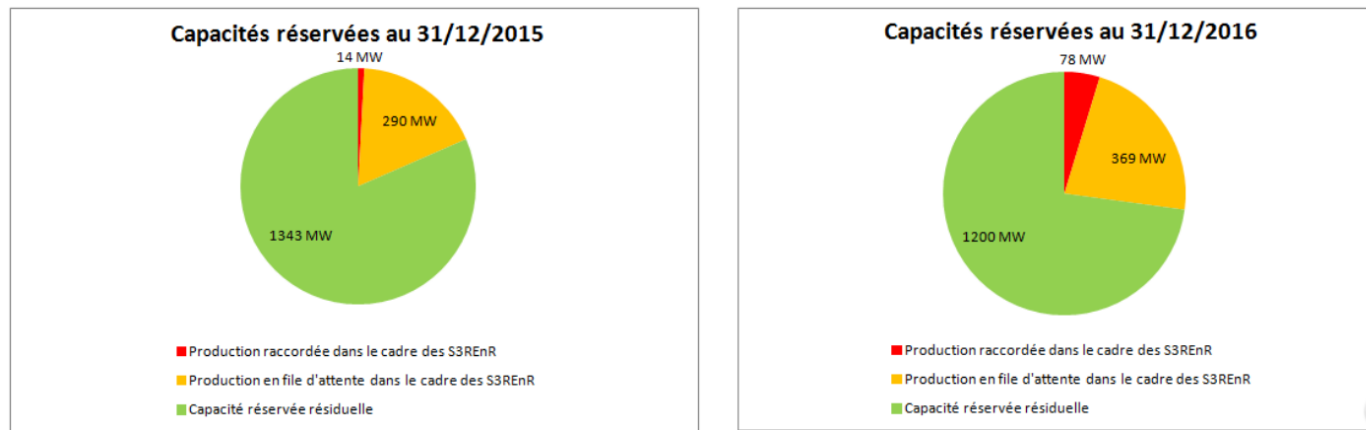 Capacités réservées au 31/12/2015
14 MW
290 MW
1343 MW
Production raccordée dans le cadre des S3REnR
Production en file d'attente dans le cadre des S3REnR
Capacité réservée résiduelle
Capacités réservées au 31/12/2016
78 MW
369 MW
1200 MW
Production raccordée dans le cadre des S3REnR
Production en file d'attente dans le cadre des S3REnR
Capacité réservée résiduelle